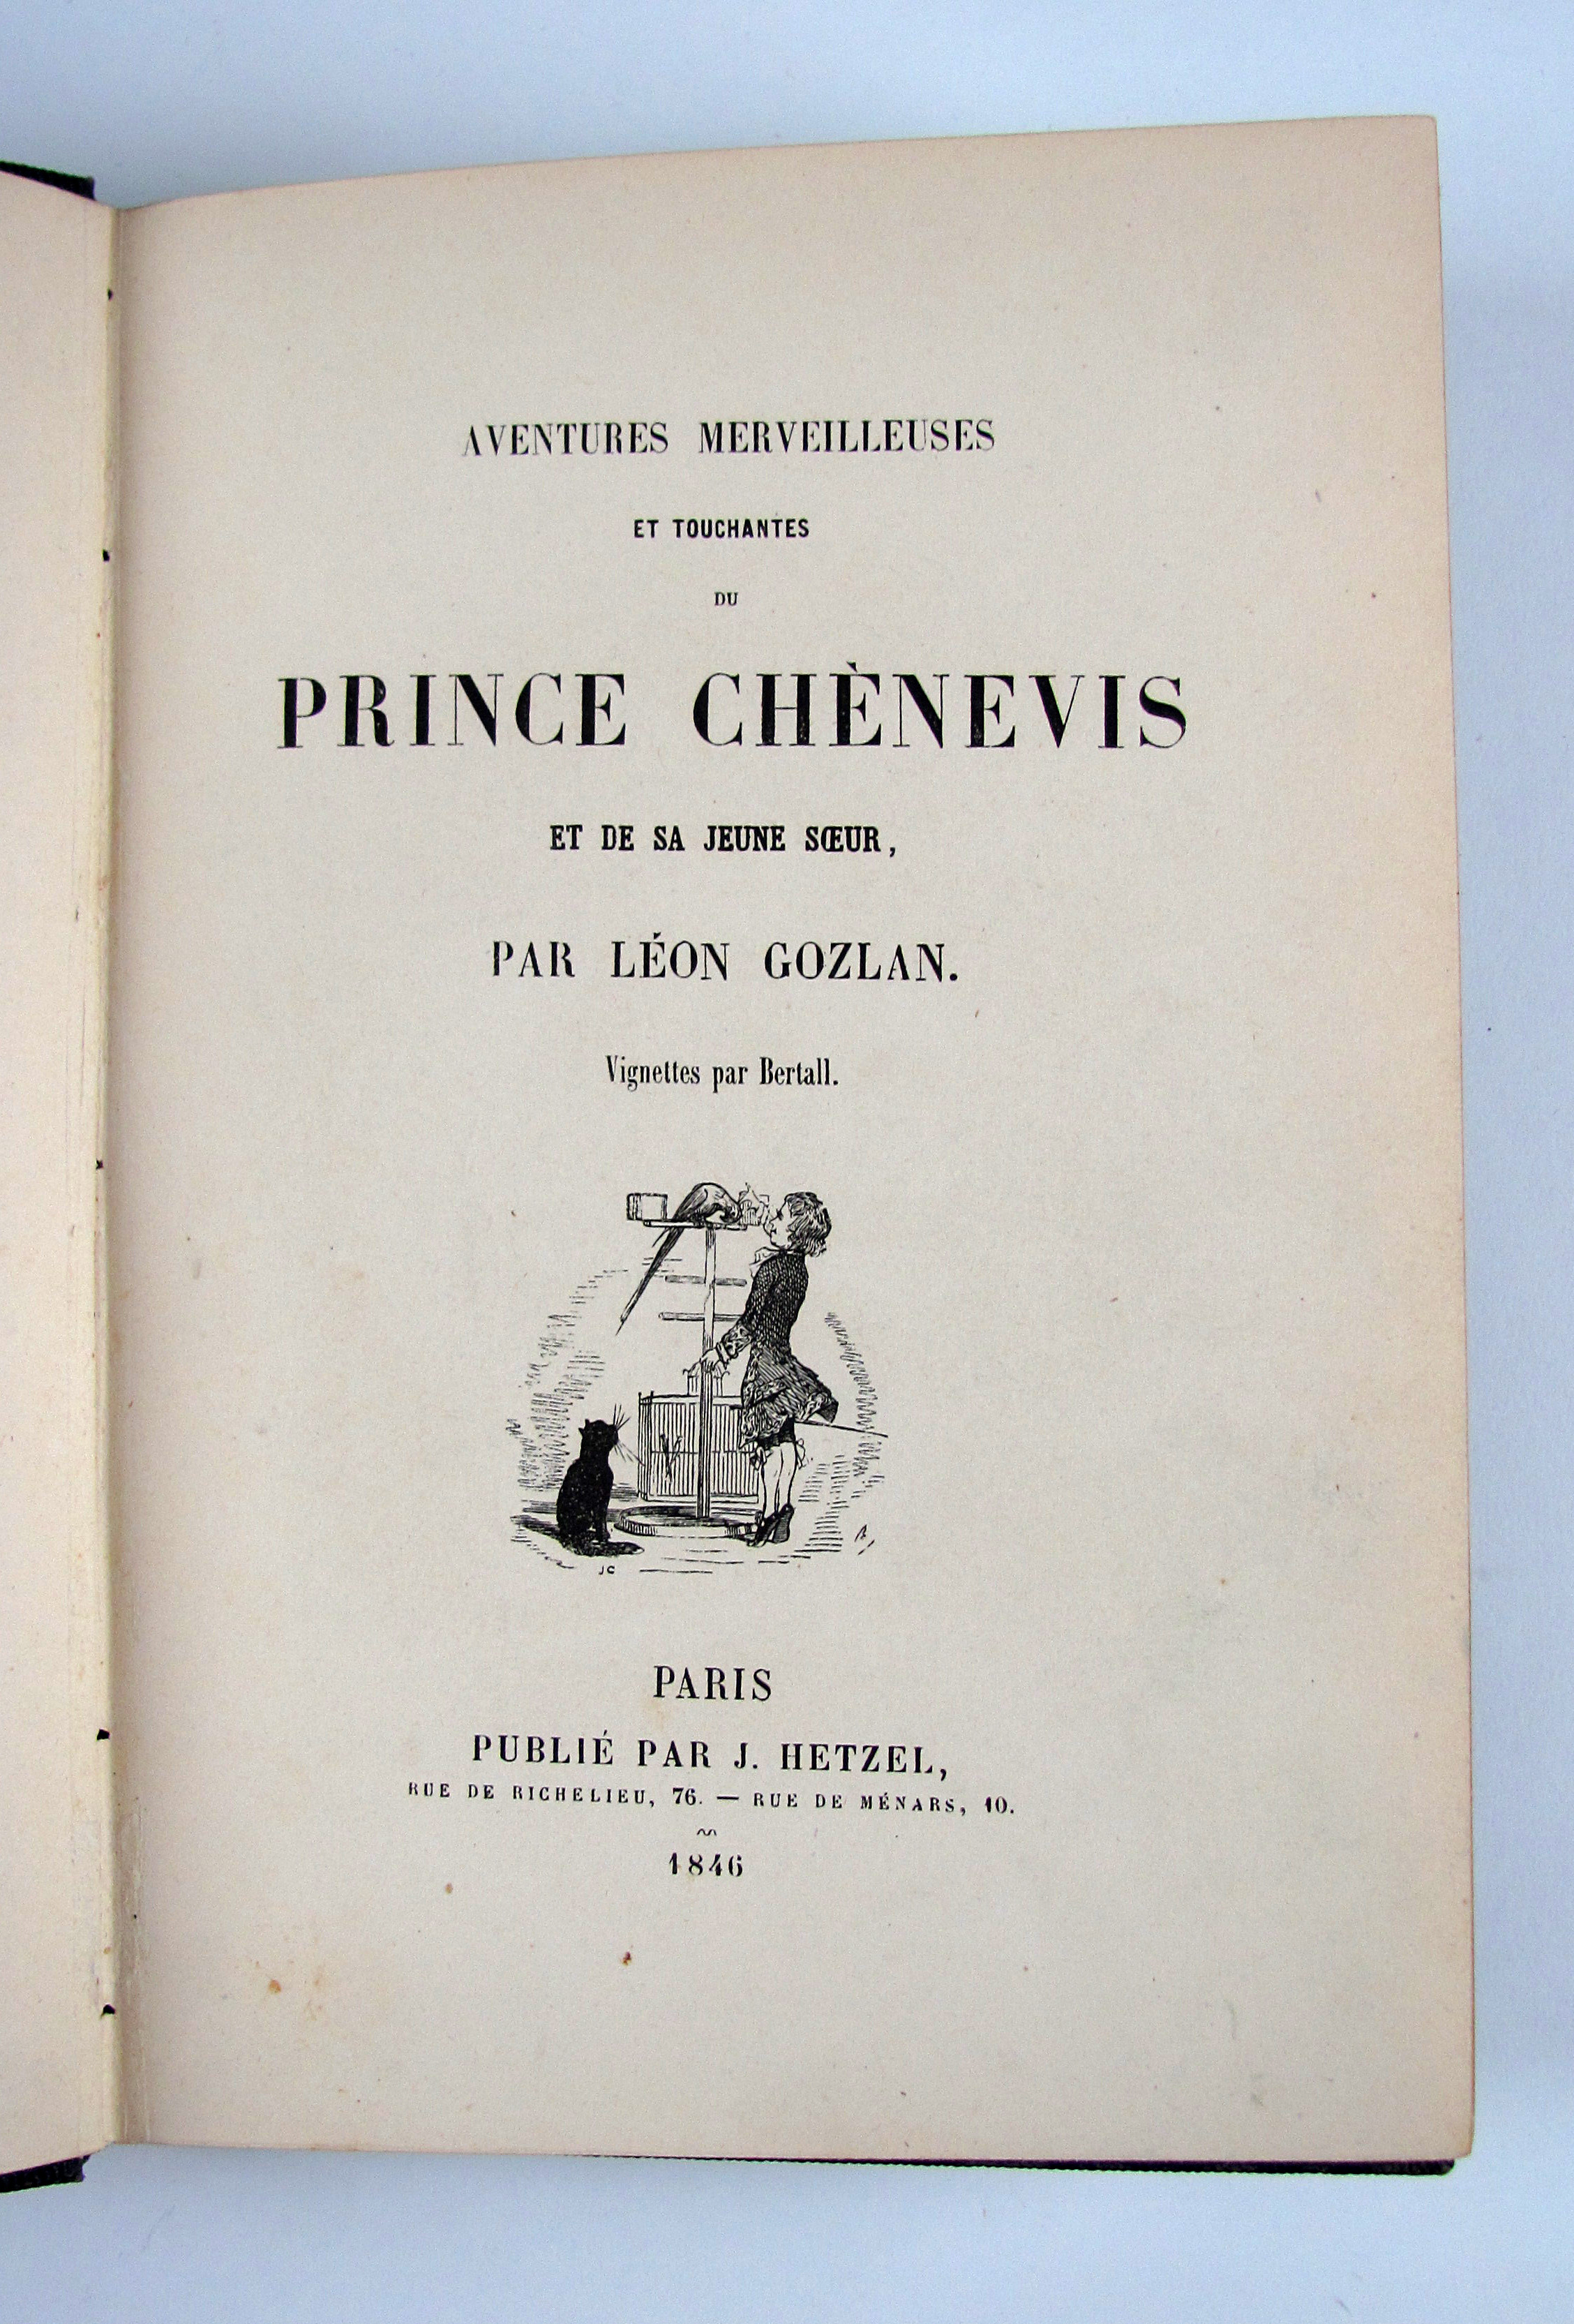 AVENTURES MERVEILLEUSES
ET TOUCHANTES
DU
PRINCE CHÈNEVIS
ET DE SA JEUNE SŒUR,
PAR LÉON GOZLAN.
Vignettes par Bertall.
JC
PARIS
PUBLIÉ PAR J. HETZEL,
RUE DE RICHELIEU, 76. — RUE DE MÉNARS, 10.
1846